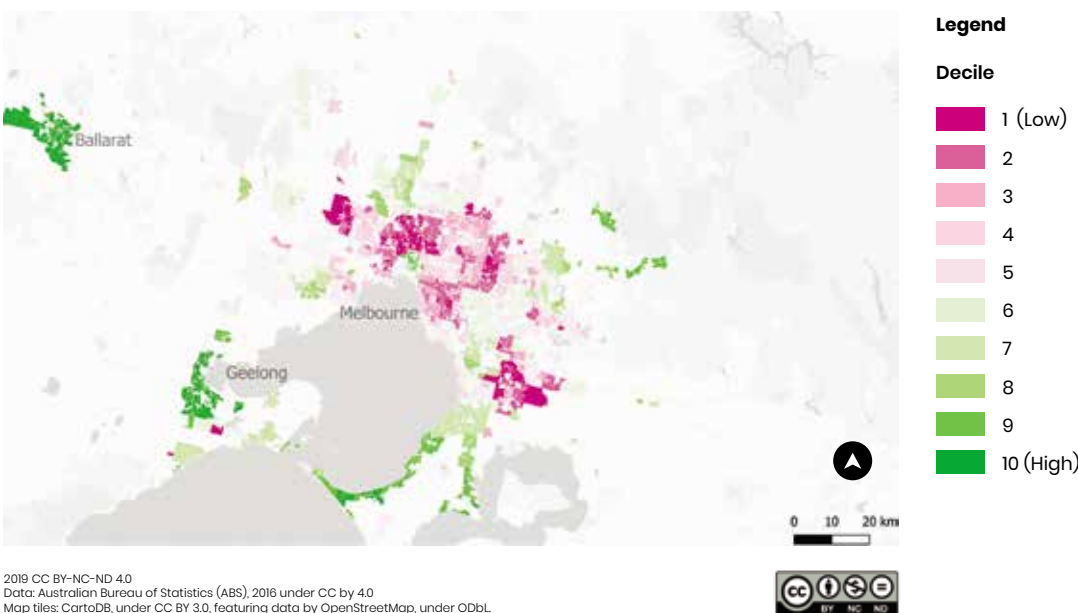 Legend
Decile
1 (Low)
2
3
4
5
6
7
8
9
10 (High)
Ballarat
Melbourne
Geelong
0 10 20 km
2019 CC BY-NC-ND 4.0
Data: Australian Bureau of Statistics (ABS), 2016 under CC by 4.0
Map tiles: CartoDB, under CC BY 3.0, featuring data by OpenStreetMap, under ODbL.
cc
BY NC ND